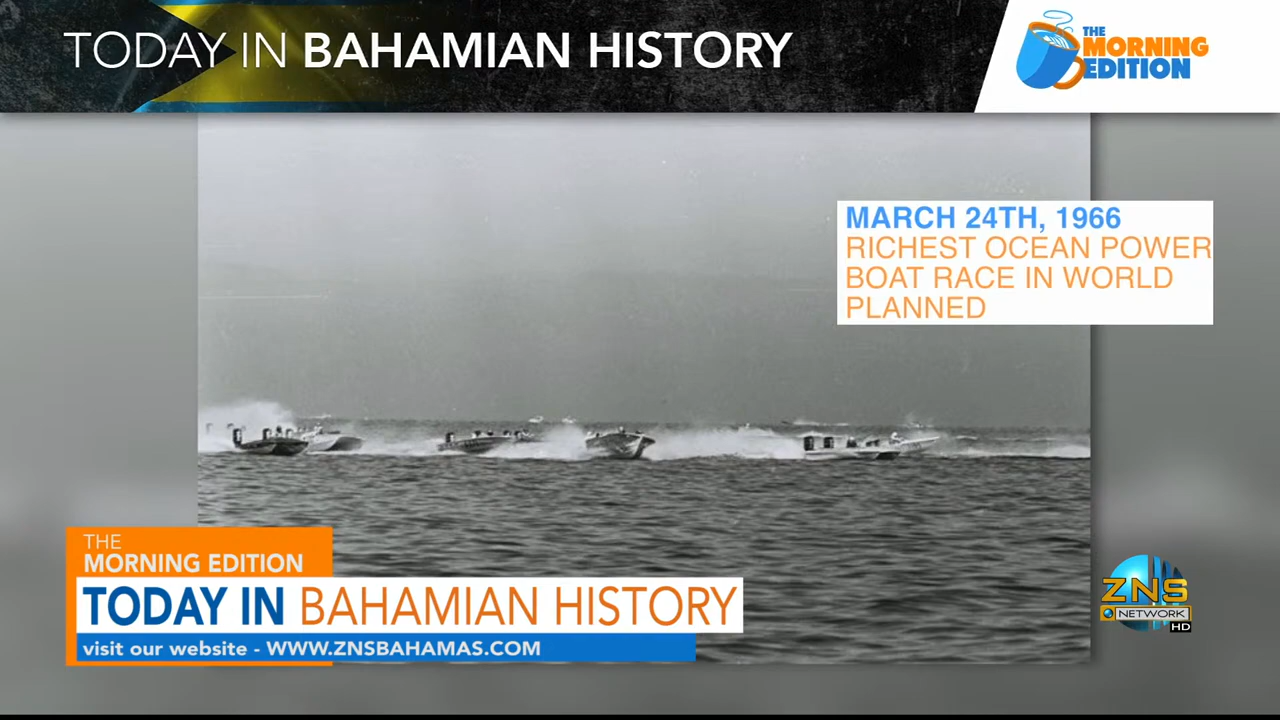 TODAY IN BAHAMIAN HISTORY
THE
MORNING
EDITION
MARCH 24TH, 1966
RICHEST OCEAN POWER
BOAT RACE IN WORLD
PLANNED
THE
MORNING EDITION
TODAY IN BAHAMIAN HISTORY
visit our website - WWW.ZNSBAHAMAS.COM
ZNS
NETWORK
HD